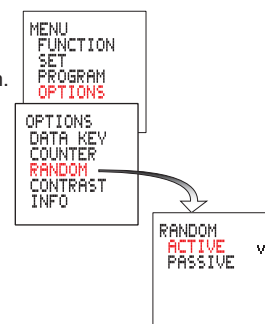 MENU
FUNCTION
SET
PROGRAM
OPTIONS
OPTIONS
DATA KEY
COUNTER
RANDOM
CONTRAST
INFO
RANDOM
ACTIVE
PASSIVE